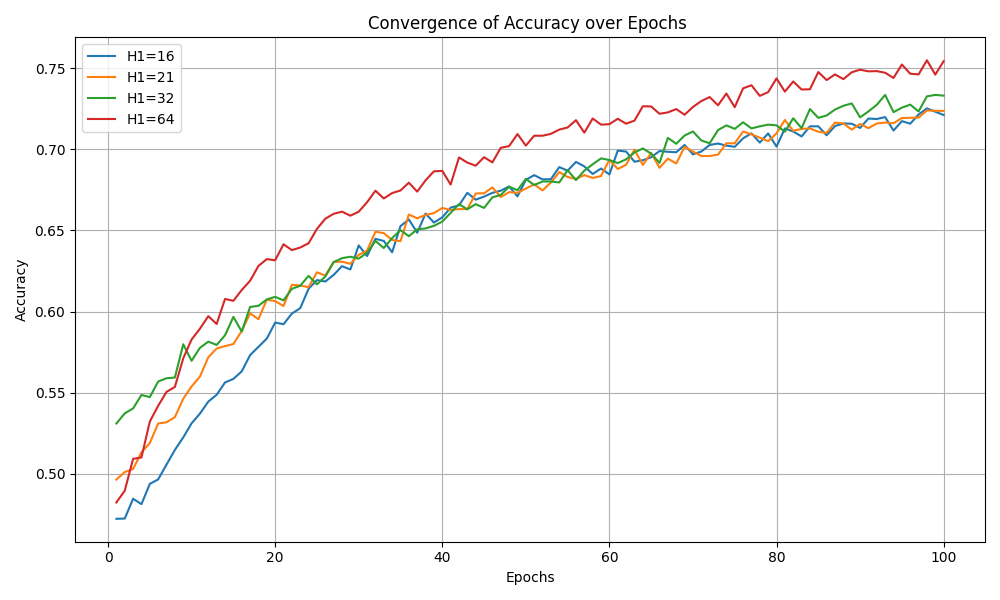 Convergence of Accuracy over Epochs
H1=16
H1=21
H1=32
H1=64
0.75
0.70
0.65
0.60
0.55
0.50
Accuracy
0 20 40 60 80 100
Epochs